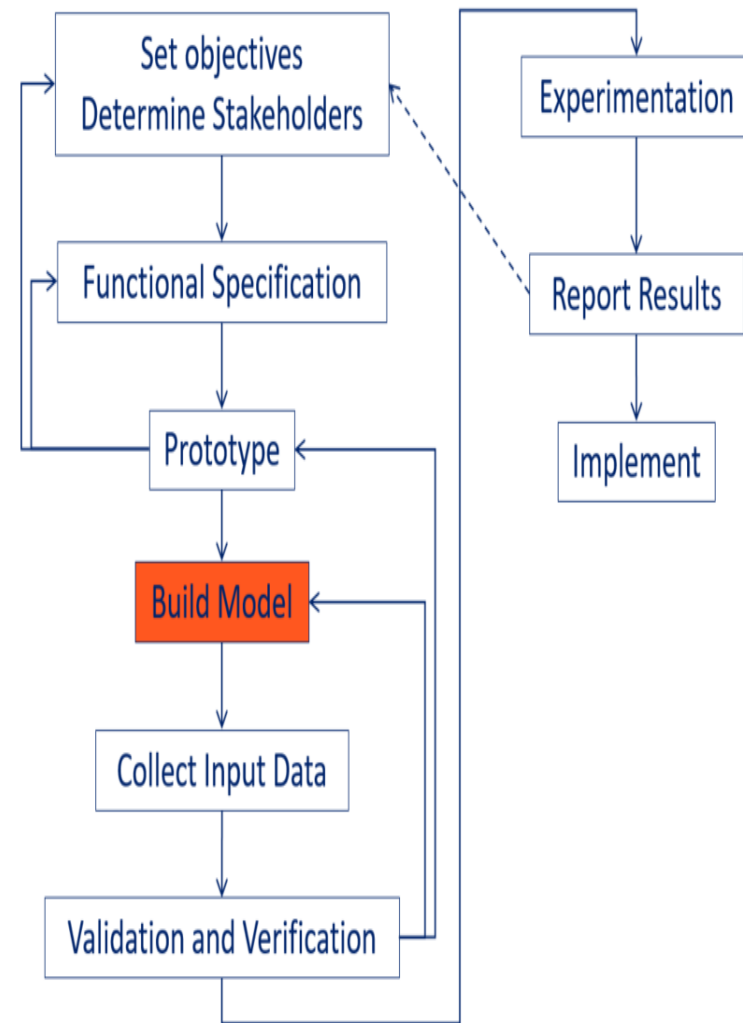 Set objectives
Determine Stakeholders
Functional Specification
Prototype
Build Model
Collect Input Data
Validation and Verification
Experimentation
Report Results
Implement